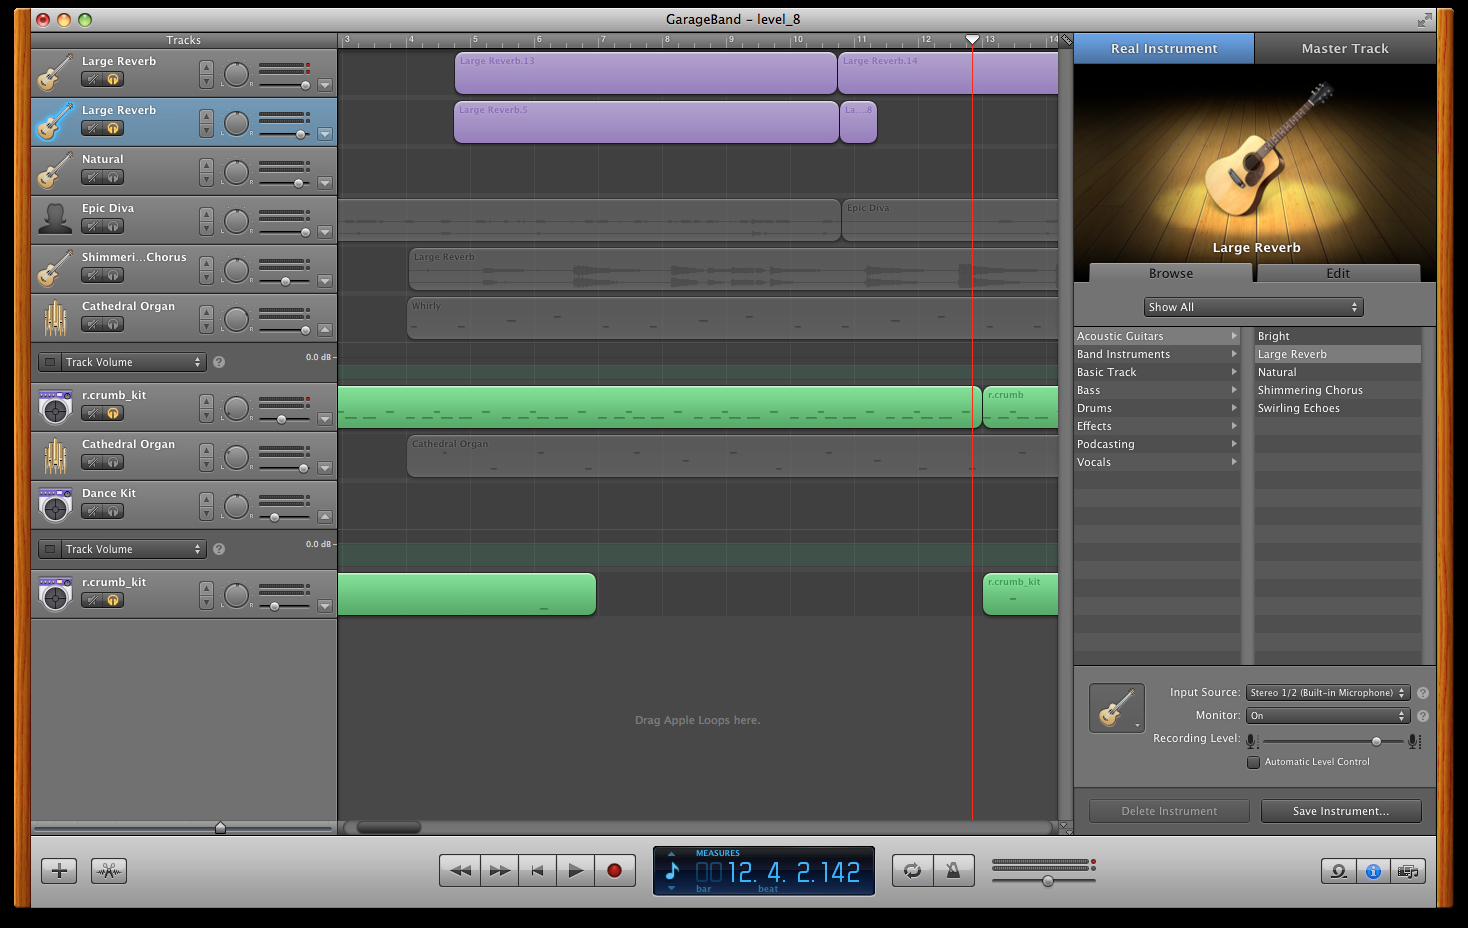 GarageBand - level_8
Tracks
3 4 5 6 7 8 9 10 11 12 13 14
Real Instrument
Master Track
Large Reverb
Large Reverb.13
Large Reverb.14
Large Reverb
Large Reverb.5
La...8
Natural
Epic Diva
Epic Diva
Shimmeri...Chorus
Large Reverb
Cathedral Organ
Whirly
Track Volume
?
0.0 dB
r.crumb_kit
r.crumb
Cathedral Organ
Cathedral Organ
Dance Kit
Track Volume
?
0.0 dB
r.crumb_kit
r.crumb_kit
Drag Apple Loops here.
Large Reverb
Browse
Edit
Show All
Acoustic Guitars
Band Instruments
Basic Track
Bass
Drums
Effects
Podcasting
Vocals
Bright
Large Reverb
Natural
Shimmering Chorus
Swirling Echoes
Input Source: Stereo 1/2 (Built-in Microphone) ?
Monitor: On ?
Recording Level:
Automatic Level Control
Delete Instrument
Save Instrument...
MEASURES
12. 4. 2.142
bar beat